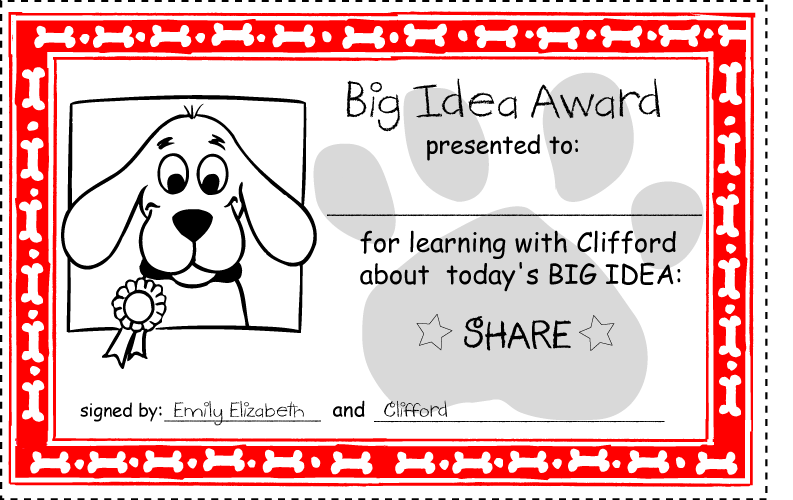 Big Idea Award
presented to:
for learning with Clifford
about today's BIG IDEA:
SHARE
signed by: Emily Elizabeth and Clifford